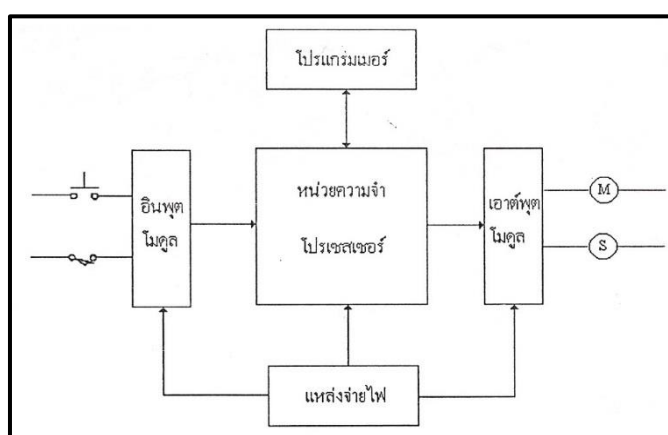 โปรแกร่มเมอร์
อินพุต
โมดูล
หน่วยความจำ
โปรเซสเซอร์
เอาต์พุต
โมดูล
M
S
แหล่งจ่ายไฟ